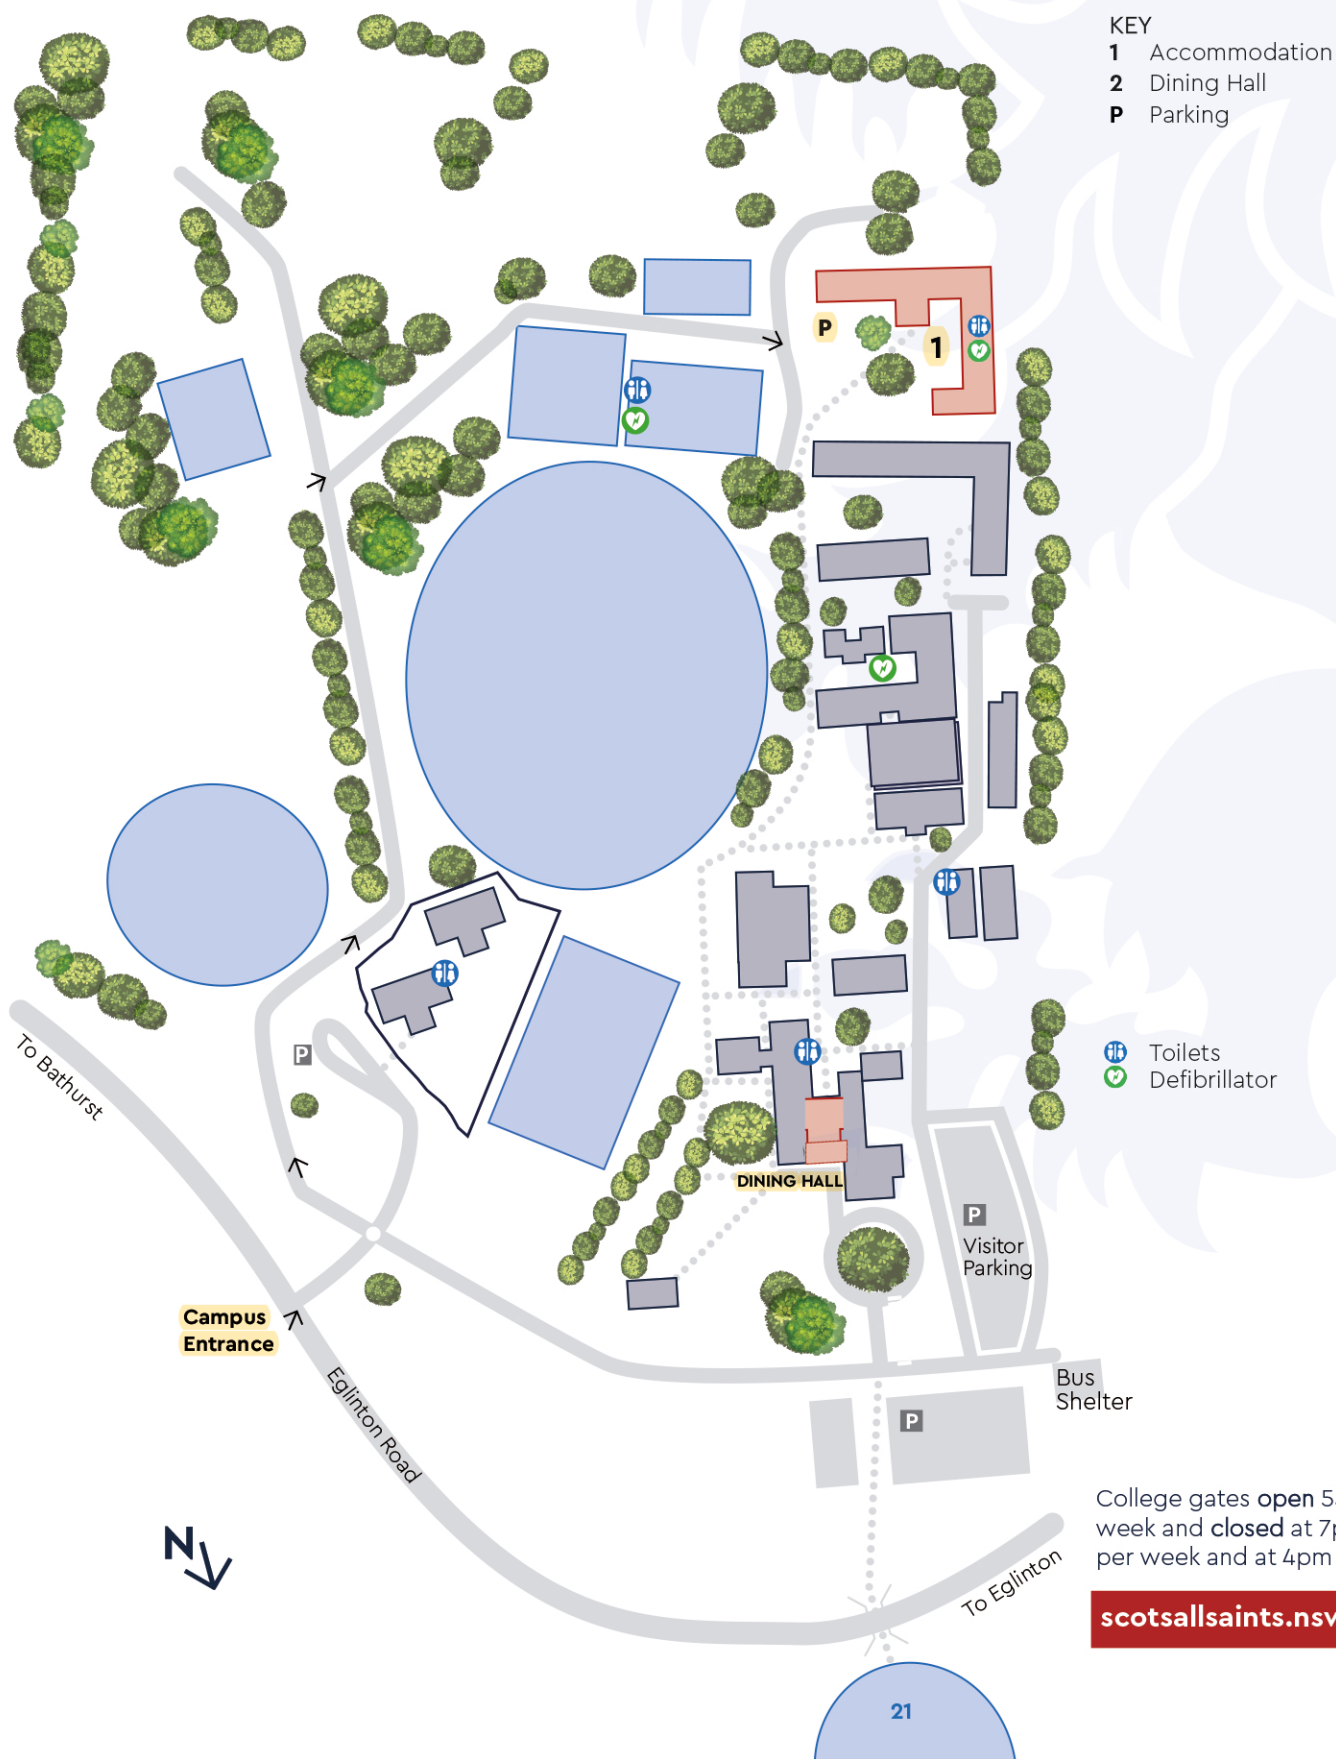 KEY
1 Accommodation
2 Dining Hall
P Parking
P
1
To Bathurst
P
Toilets
Defibrillator
DINING HALL
P
Visitor
Parking
Campus
Entrance
Eglinton Road
Bus
Shelter
P
College gates open
week and closed at
per week and at 4pm
N
To Eglinton
scotsallsaints.
21